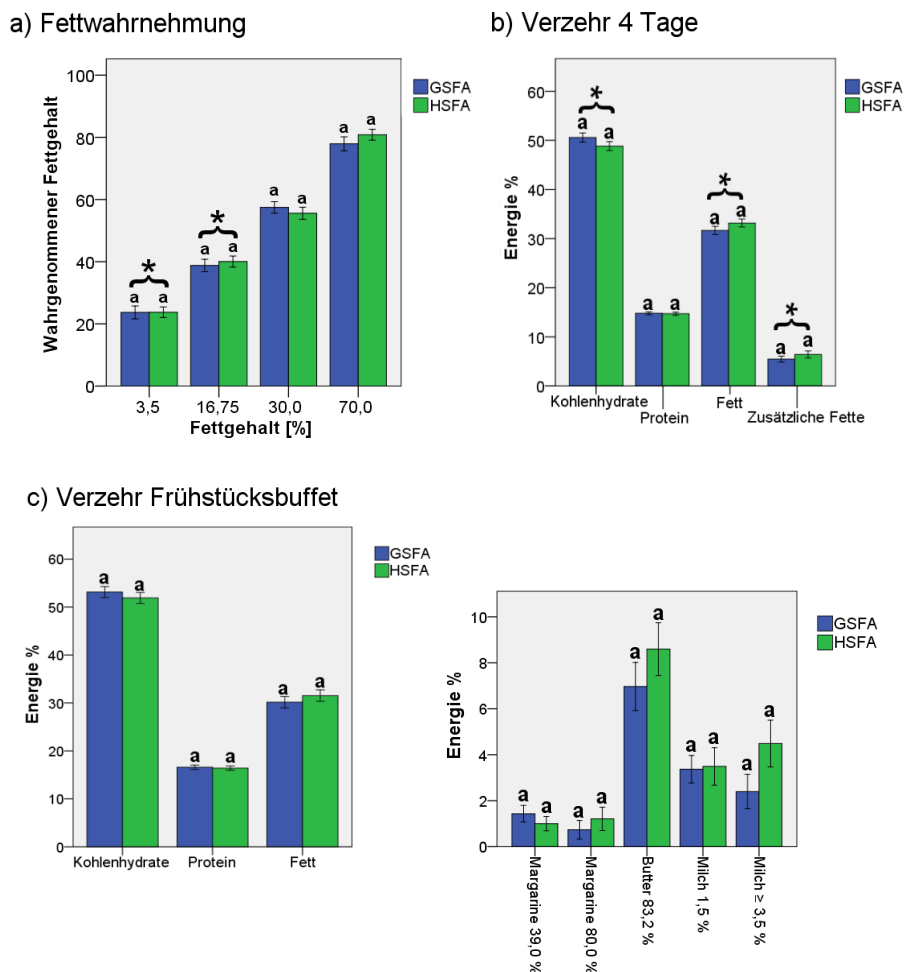 a) Fettwahrnehmung
Wahrgenommener Fettgehalt
100
80
60
40
20
0
GSFA
HSFA
* *
a a a a a a a a
3,5 16,75 30,0 70,0
Fettgehalt [%]
b) Verzehr 4 Tage
Energie %
60
50
40
30
20
10
0
GSFA
HSFA
* * *
a a a a a a a a
Kohlenhydrate Protein Fett Zusätzliche Fette
c) Verzehr Frühstücksbuffet
Energie %
60
50
40
30
20
10
0
GSFA
HSFA
a a a a a a
Kohlenhydrate Protein Fett
Energie %
10
8
6
4
2
0
GSFA
HSFA
a a a a a a a a a a
Margarine 39,0 %
Margarine 80,0 %
Butter 83,2 %
Milch 1,5 %
Milch ≥ 3,5 %